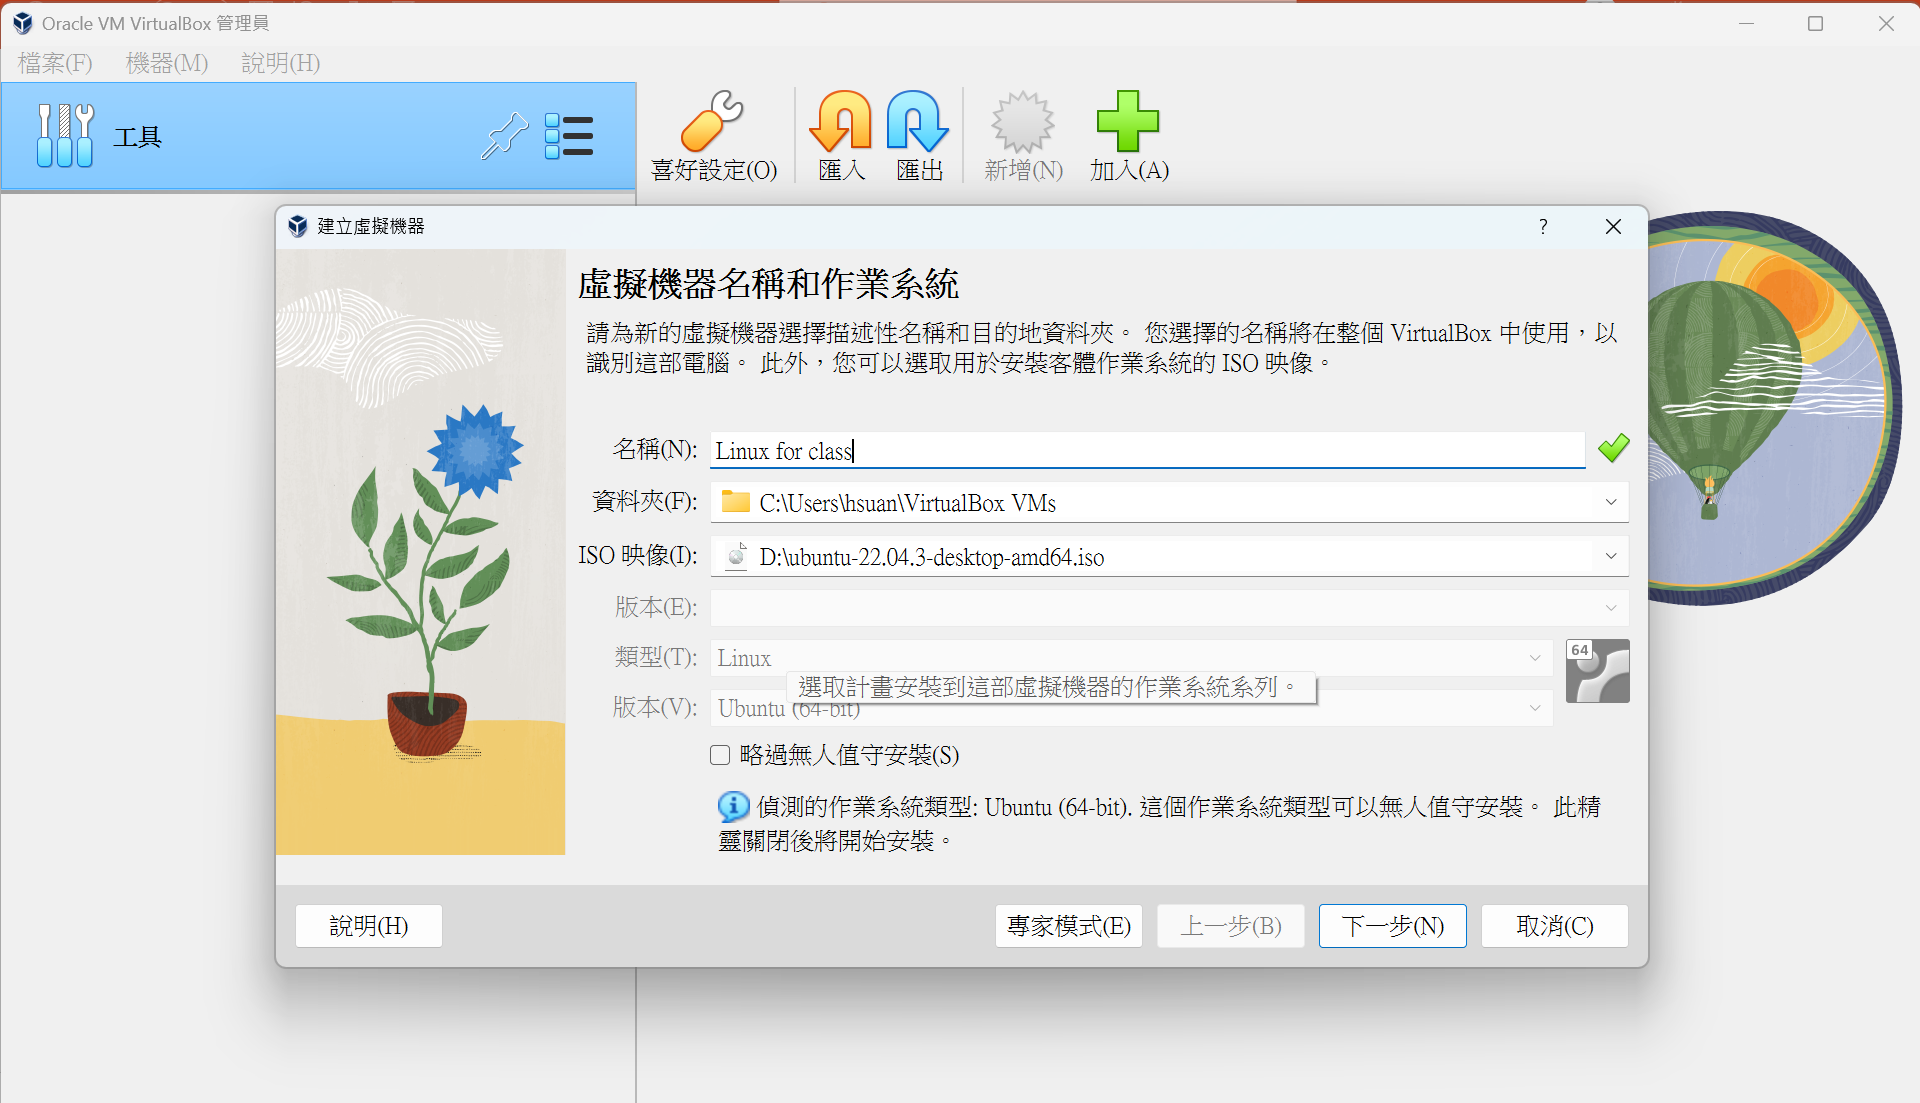 Oracle VM VirtualBox 管理員
檔案(F) 機器(M) 說明(H)
工具
喜好設定(O) 匯入 匯出 新增(N) 加入(A)
建立虛擬機器
?
虛擬機器名稱和作業系統
請為新的虛擬機器選擇描述性名稱和目的地資料夾。 您選擇的名稱將在整個 VirtualBox 中使用，以
識別這部電腦。 此外，您可以選取用於安裝客體作業系統的 ISO 映像。
名稱(N): Linux for class
資料夾(F): C:\Users\hsuan\VirtualBox VMs
ISO 映像(I): D:\ubuntu-22.04.3-desktop-amd64.iso
版本(E):
類型(T): Linux
64
選取計畫安裝到這部虛擬機器的作業系統系列。
版本(V): Ubuntu (64-bit)
略過無人值守安裝(S)
偵測的作業系統類型: Ubuntu (64-bit). 這個作業系統類型可以無人值守安裝。 此精
靈關閉後將開始安裝。
說明(H) 專家模式(E) 上一步(B) 下一步(N) 取消(C)